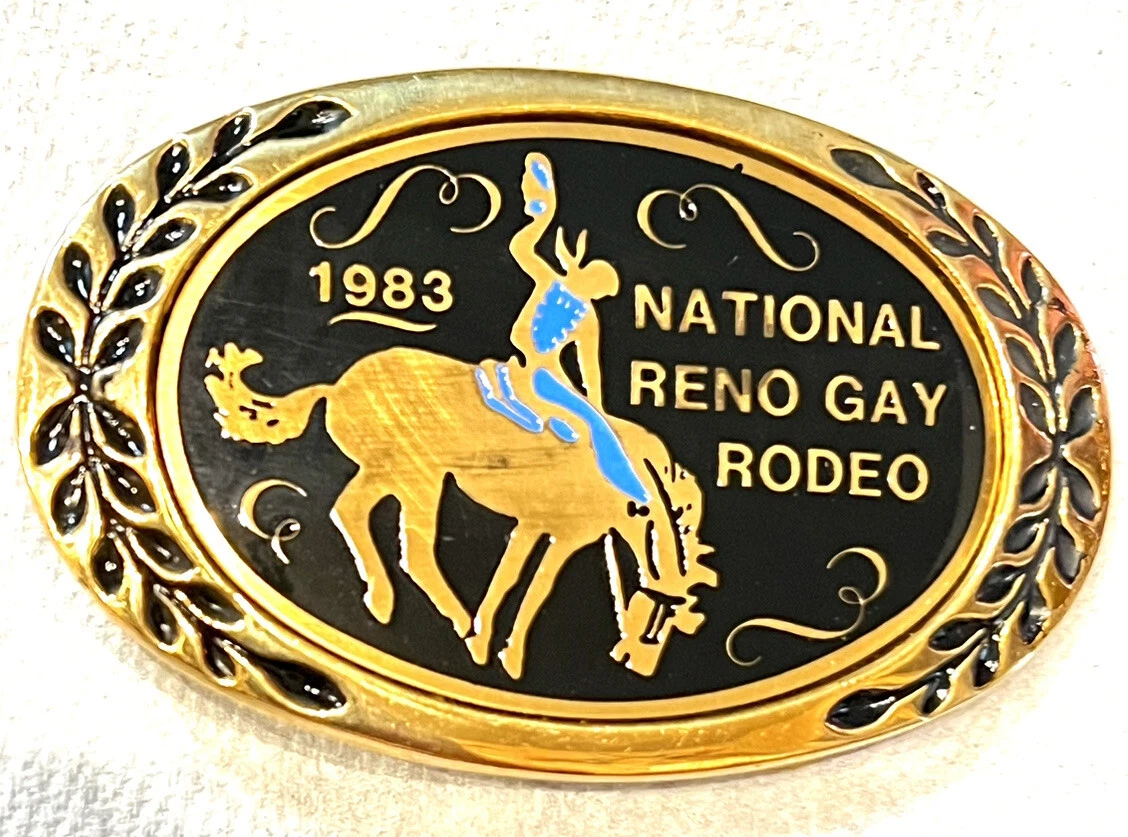 1983
NATIONAL
RENO GAY
RODEO